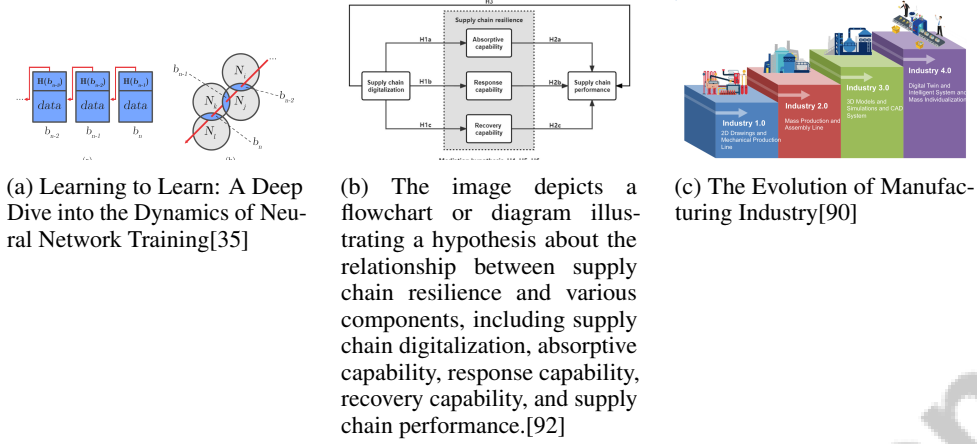 H(b_{n-3}) H(b_{n-2}) H(b_{n-1})
data data data
b_{n-2} b_{n-1} b_n
...
...
N_i
N_k N_j
N_l
b_{n-1}
b_{n-2}
b_n
...
(a)
(b)
Supply chain resilience
H1a
Absorptive
capability
H2a
Supply chain
digitalization
H1b
Response
capability
H2b
Supply chain
performance
H1c
Recovery
capability
H2c
Industry 1.0
2D Drawings and
Mechanical Production
Line
Industry 2.0
Mass Production and
Assembly Line
Industry 3.0
3D Models and
Simulations and CAD
System
Industry 4.0
Digital Twin and
Intelligent System and
Mass Individualization
(a) Learning to Learn: A Deep
Dive into the Dynamics of Neu-
ral Network Training[35]
(b) The image depicts a
flowchart or diagram illus-
trating a hypothesis about the
relationship between supply
chain resilience and various
components, including supply
chain digitalization, absorptive
capability, response capability,
recovery capability, and supply
chain performance.[92]
(c) The Evolution of Manufac-
turing Industry[90]